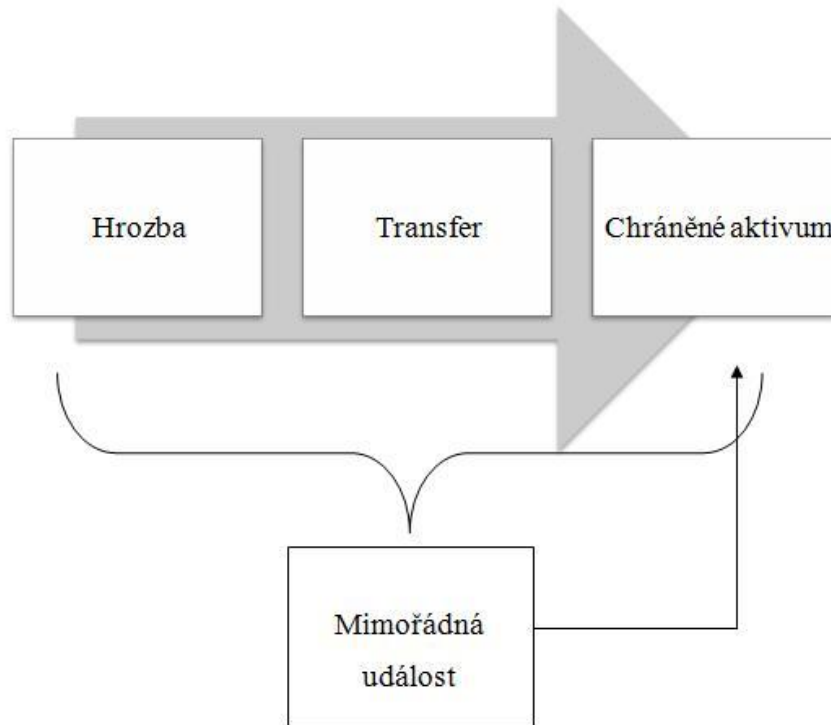 Hrozba
Transfer
Chráněné aktivum
Mimořádná
událost